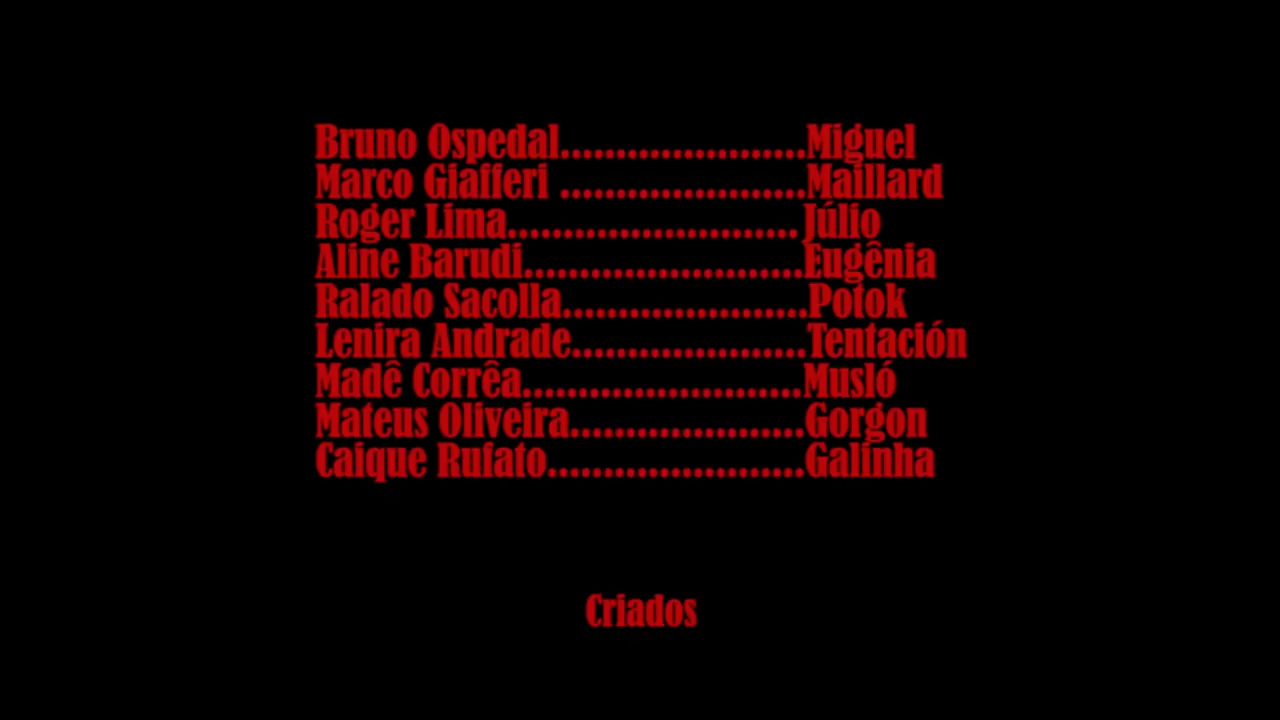 Bruno Ospedal......................Miguel
Marco Giafferi ......................Maillard
Roger Lima.......................... Júlio
Aline Barudi.........................Eugênia
Ralado Sacolla......................Potok
Lenira Andrade.....................Tentación
Madê Corrêa.........................Musló
Mateus Oliveira.....................Gorgon
Caique Rufato.......................Galinha
Criados